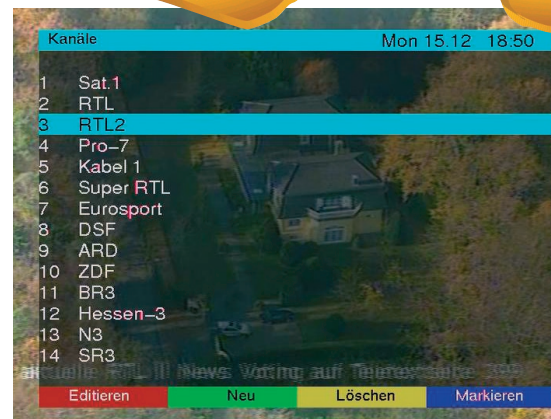 Kanäle Mon 15.12 18:50
1 Sat.1
2 RTL
3 RTL2
4 Pro-7
5 Kabel 1
6 Super RTL
7 Eurosport
8 DSF
9 ARD
10 ZDF
11 BR3
12 Hessen-3
13 N3
14 SR3
aktuelle RTL II News Voting auf Teletextseite
Editieren Neu Löschen Markieren